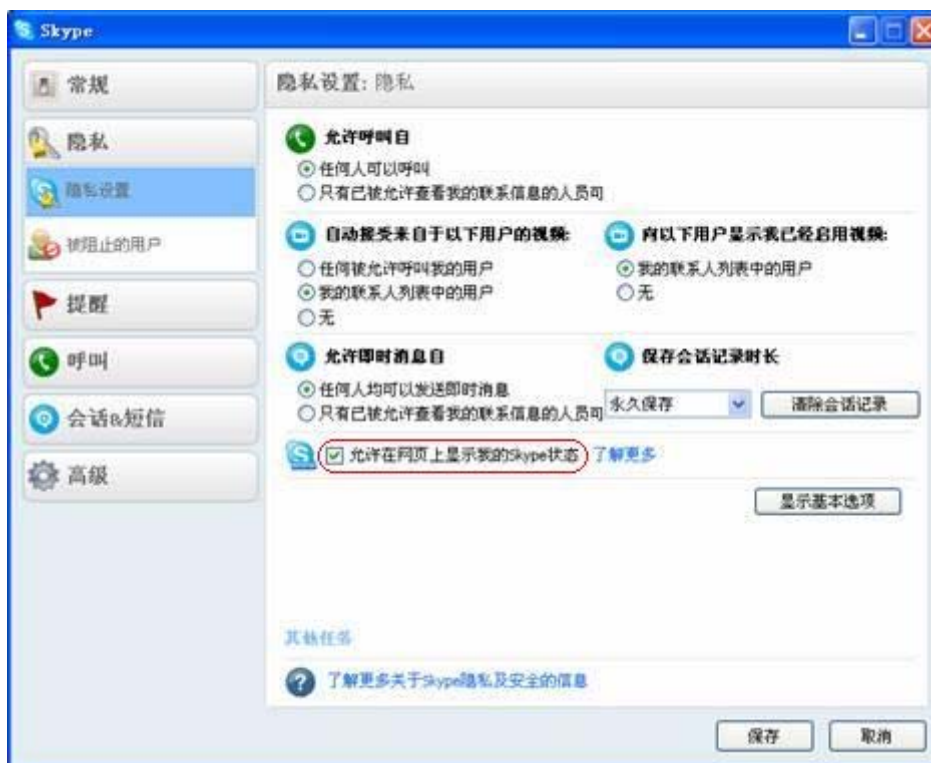 Skype
常规
隐私
隐私设置
被阻止的用户
提醒
呼叫
会话&短信
高级
隐私设置: 隐私
允许呼叫自
任何人可以呼叫
只有已被允许查看我的联系信息的人员可
自动接受来自于以下用户的视频:
任何被允许呼叫我的用户
我的联系人列表中的用户
无
向以下用户显示我已经启用视频:
我的联系人列表中的用户
无
允许即时消息自
任何人均可以发送即时消息
只有已被允许查看我的联系信息的人员可
保存会话记录时长
永久保存
清除会话记录
允许在网页上显示我的Skype状态 了解更多
显示基本选项
其他任务
了解更多关于Skype隐私及安全的信息
保存
取消